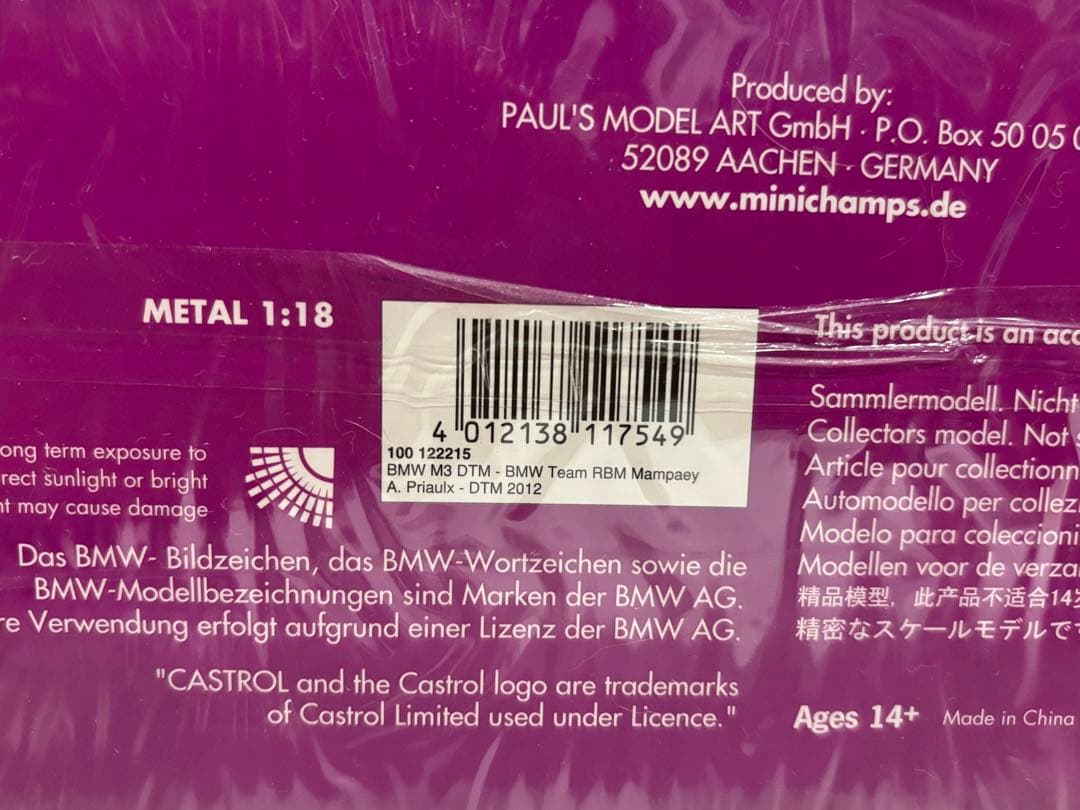 Produced by:
PAUL'S MODEL ART GmbH · P.O. Box 50 05
52089 AACHEN · GERMANY
www.minichamps.de
METAL 1:18
4 012138 117549
100 122215
BMW M3 DTM - BMW Team RBM Mampaey
A. Priaulx - DTM 2012
ong term exposure to
rect sunlight or bright
nt may cause damage
This product is an acc
Sammlermodell. Nicht
Collectors model. Not
Article pour collectionn
Automodello per collezi
Modelo para coleccioni
Modellen voor de verza
精品模型, 此产品不适合14岁
精密なスケールモデルです
Das BMW- Bildzeichen, das BMW-Wortzeichen sowie die
BMW-Modellbezeichnungen sind Marken der BMW AG.
re Verwendung erfolgt aufgrund einer Lizenz der BMW AG.
"CASTROL and the Castrol logo are trademarks
of Castrol Limited used under Licence."
Ages 14+
Made in China